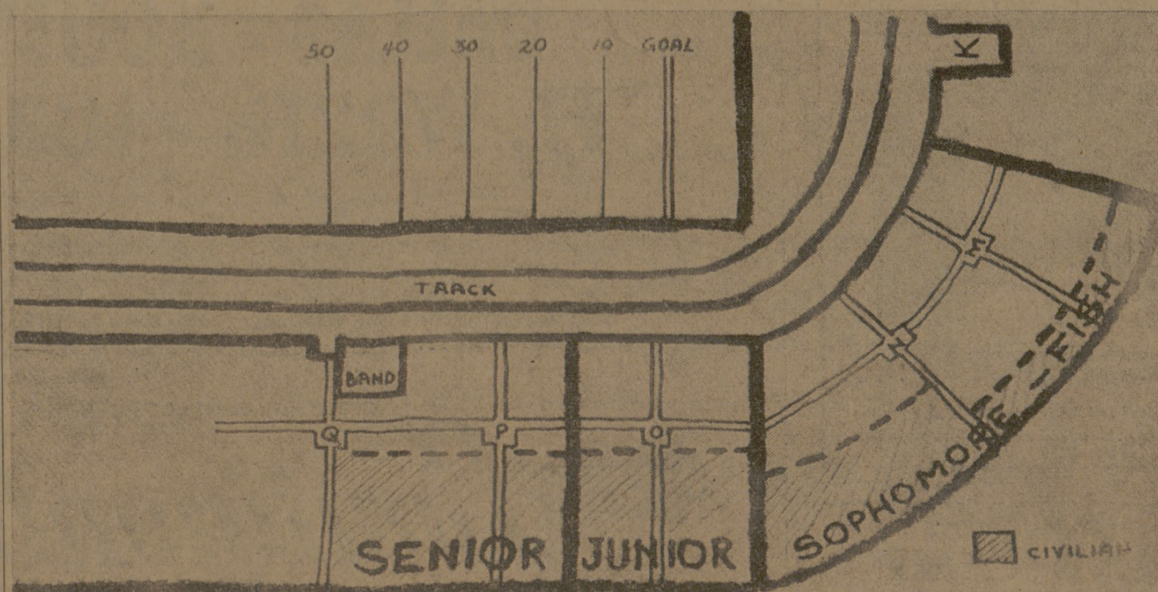 50 40 30 20 10 GOAL
K
TRACK
M
N
BAND
Q P O
SOPHOMORE - FISH
SENIOR JUNIOR
CIVILIAN